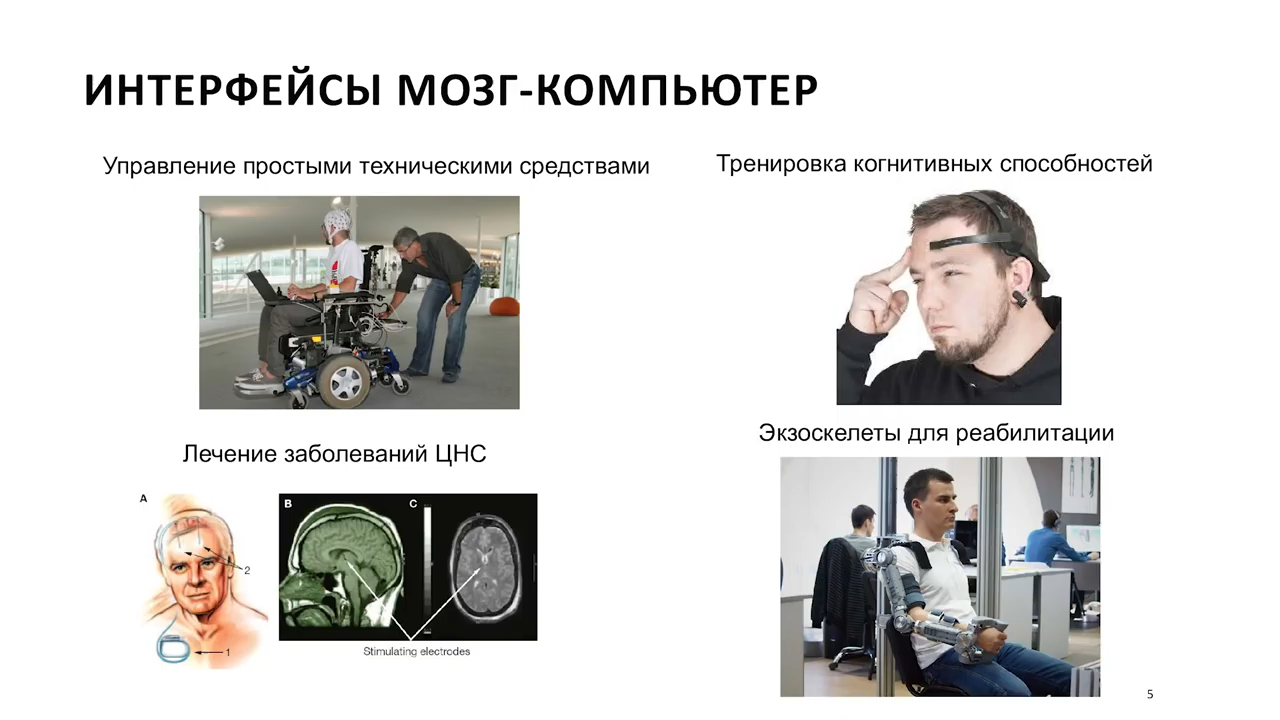 ИНТЕРФЕЙСЫ МОЗГ-КОМПЬЮТЕР
Управление простыми техническими средствами
Тренировка когнитивных способностей
Лечение заболеваний ЦНС
A
2
1
B
C
Stimulating electrodes
Экзоскелеты для реабилитации
5